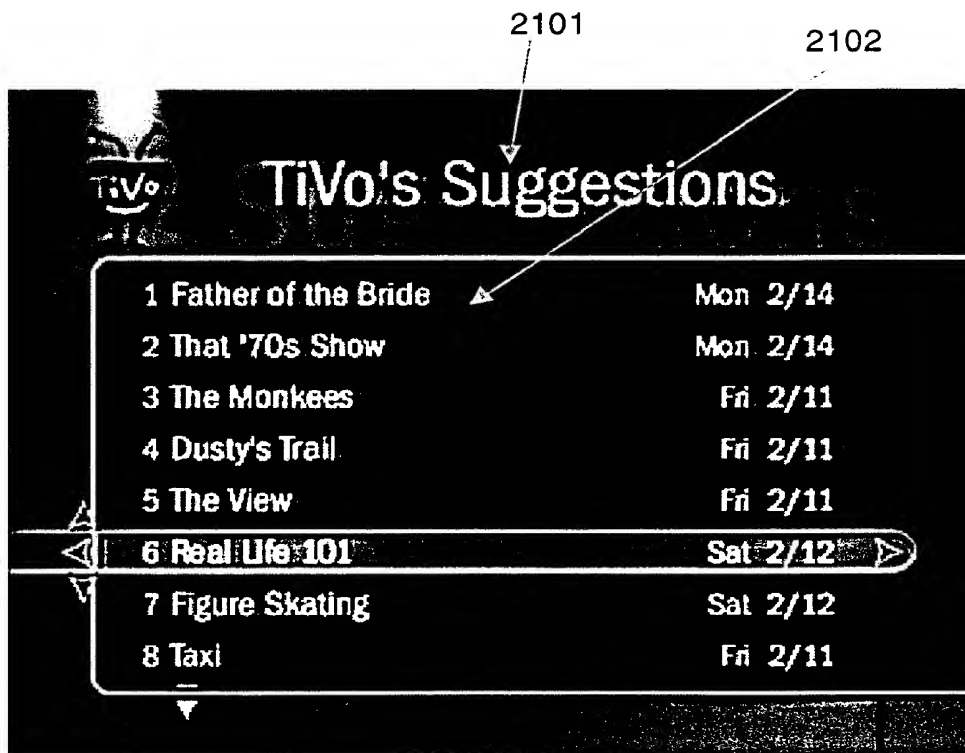 2101
2102
TiVo
TiVo's Suggestions
1 Father of the Bride Mon 2/14
2 That '70s Show Mon 2/14
3 The Monkees Fri 2/11
4 Dusty's Trail Fri 2/11
5 The View Fri 2/11
6 Real Life 101 Sat 2/12
7 Figure Skating Sat 2/12
8 Taxi Fri 2/11